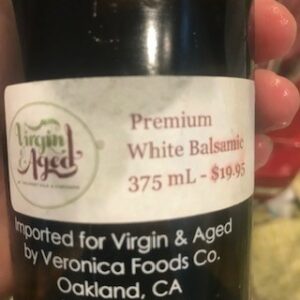 Virgin
& Aged
Premium
White Balsamic
375 mL - $19.95
Imported for Virgin & Aged
by Veronica Foods Co.
Oakland, CA